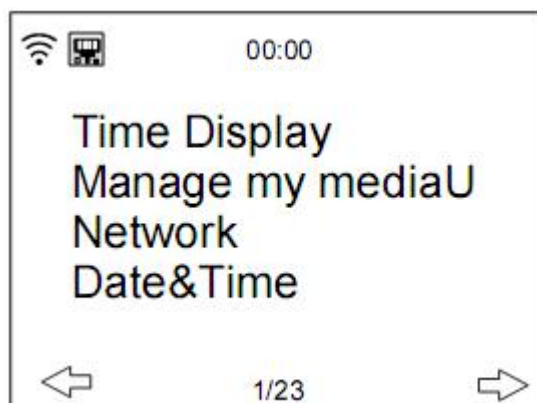 00:00
Time Display
Manage my mediaU
Network
Date&Time
1/23